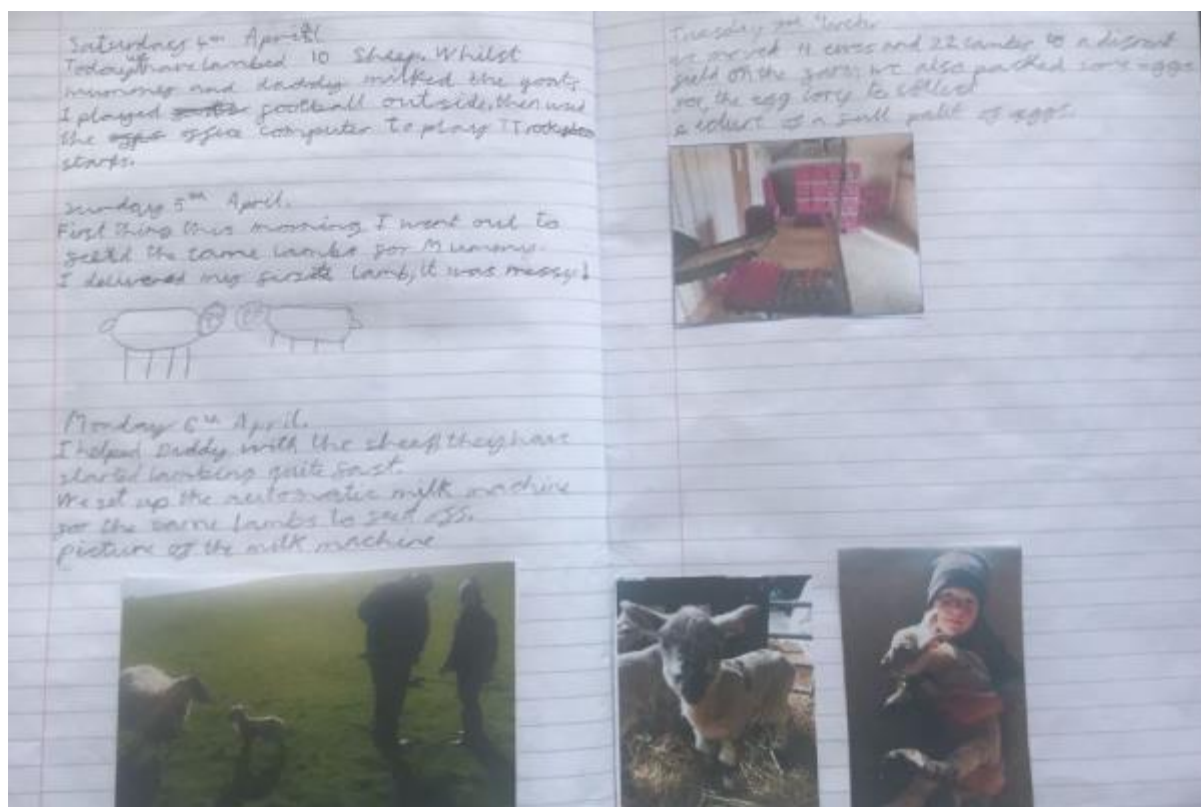 Saturday 4th April
Today we have lambed 10 Sheep. Whilst
mummy and daddy milked the goats
I played football outside, then used
the office computer to play TTrockstars
stars.
Sunday 5th April.
First thing this morning I went out to
feed the tame lambs for Mummy.
I delivered my first lamb, it was messy!
Monday 6th April.
I helped Daddy with the sheep they have
started lambing quite fast.
We set up the automatic milk machine
for the tame lambs to feed off.
picture of the milk machine
Tuesday
we moved 11 ewes and 22 lambs to a
field on the farm, we also packed some eggs
for the egg lorry to collect
a picture of a full palit of eggs.